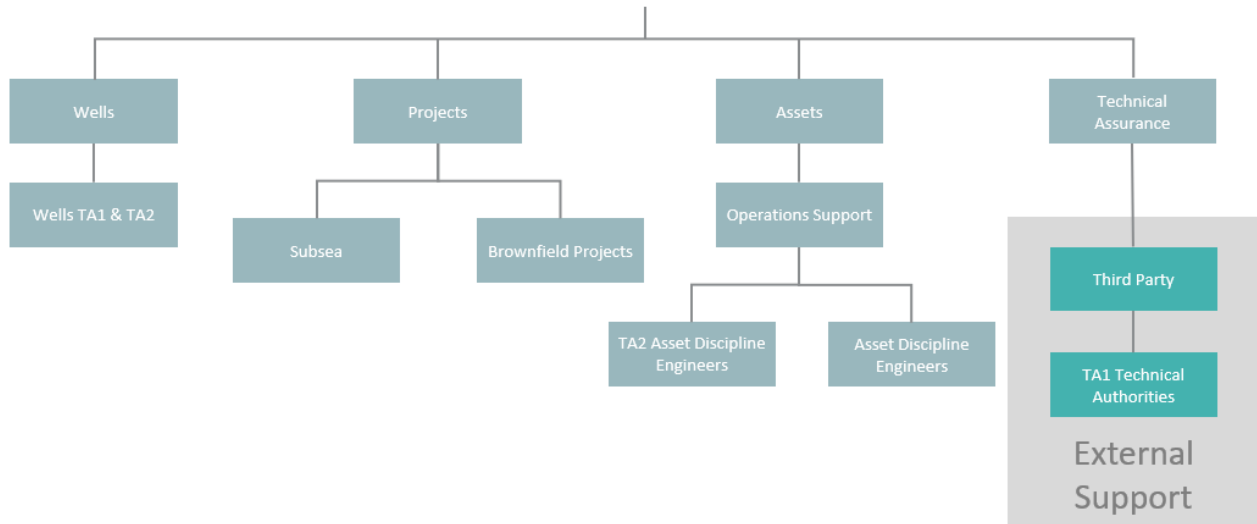 Wells
Projects
Assets
Technical
Assurance
Wells TA1 & TA2
Subsea
Brownfield Projects
Operations Support
Third Party
TA2 Asset Discipline
Engineers
Asset Discipline
Engineers
TA1 Technical
Authorities
External
Support